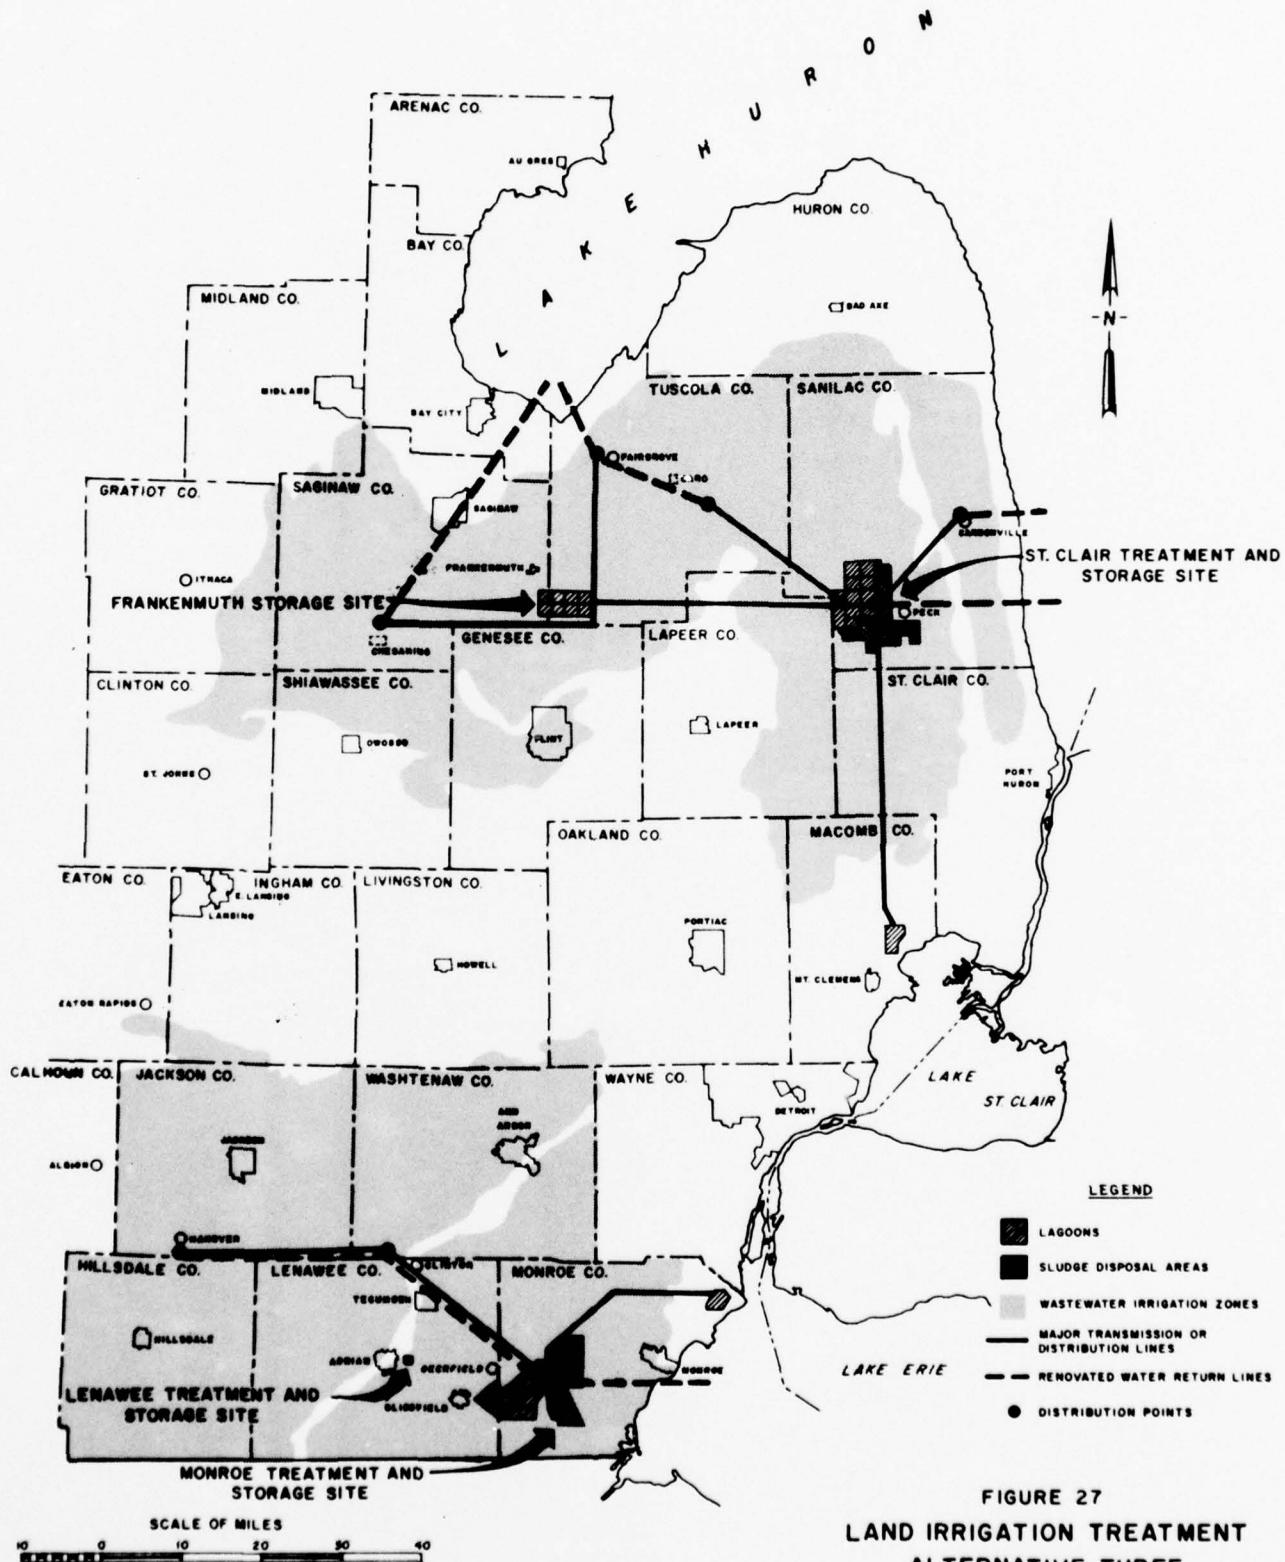 L A K E H U R O N
ARENAC CO.
AU GRES
HURON CO.
BAY CO.
MIDLAND CO.
BAD AXE
-N-
MIDLAND
BAY CITY
TUSCOLA CO.
SANILAC CO.
FAIRGROVE
GRATIOT CO.
SAGINAW CO.
SAGINAW
ITHACA
FRANKENMUTH
ST. CLAIR TREATMENT AND
STORAGE SITE
FRANKENMUTH STORAGE SITE
PECK
GENESEE CO.
LAPEER CO.
CHESANING
CLINTON CO.
SHIAWASSEE CO.
ST. CLAIR CO.
LAPEER
FLINT
OWOSSO
ST. JOHNS
PORT
HURON
OAKLAND CO.
MACOMB CO.
EATON CO.
INGHAM CO.
LIVINGSTON CO.
E. LANSING
LANSING
PONTIAC
HOWELL
MT. CLEMENS
EATON RAPIDS
CALHOUN CO.
JACKSON CO.
WASHTENAW CO.
WAYNE CO.
LAKE
ST. CLAIR
DETROIT
ANN
ARBOR
JACKSON
ALBION
HANOVER
HILLSDALE CO.
LENAWEE CO.
CLINTON
MONROE CO.
TECUMSEH
HILLSDALE
ADRIAN
DEERFIELD
MONROE
LAKE ERIE
LENAWEE TREATMENT AND
STORAGE SITE
BLISSFIELD
MONROE TREATMENT AND
STORAGE SITE
LEGEND
LAGOONS
SLUDGE DISPOSAL AREAS
WASTEWATER IRRIGATION ZONES
MAJOR TRANSMISSION OR
DISTRIBUTION LINES
RENOVATED WATER RETURN LINES
DISTRIBUTION POINTS
SCALE OF MILES
10 0 10 20 30 40
FIGURE 27
LAND IRRIGATION TREATMENT
ALTERNATIVE THREE